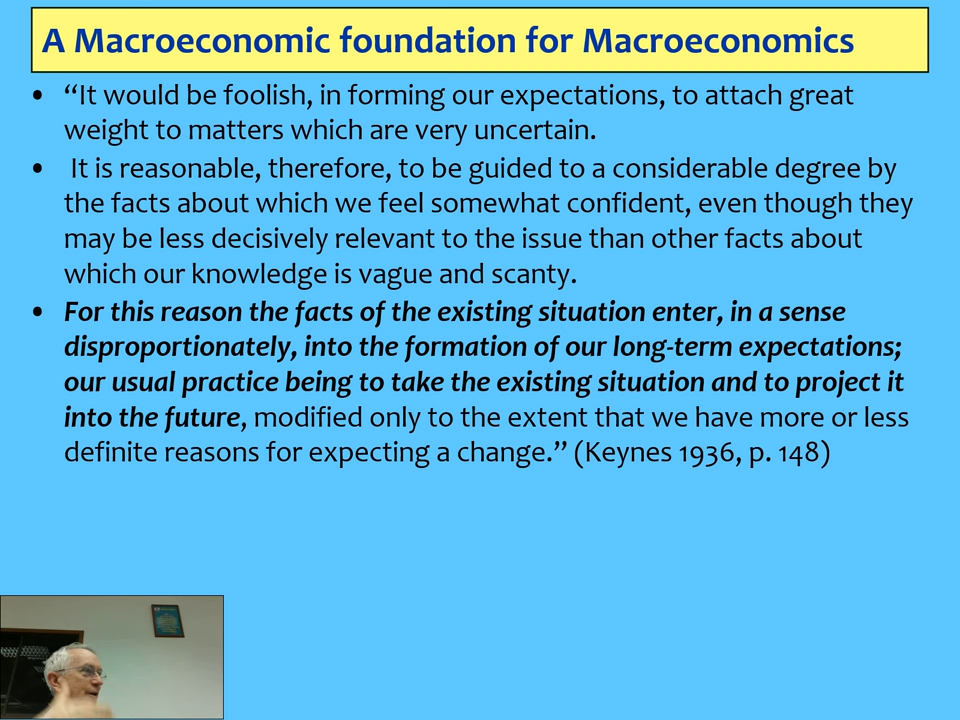 A Macroeconomic foundation for Macroeconomics
• “It would be foolish, in forming our expectations, to attach great
weight to matters which are very uncertain.
• It is reasonable, therefore, to be guided to a considerable degree by
the facts about which we feel somewhat confident, even though they
may be less decisively relevant to the issue than other facts about
which our knowledge is vague and scanty.
• For this reason the facts of the existing situation enter, in a sense
disproportionately, into the formation of our long-term expectations;
our usual practice being to take the existing situation and to project it
into the future, modified only to the extent that we have more or less
definite reasons for expecting a change.” (Keynes 1936, p. 148)